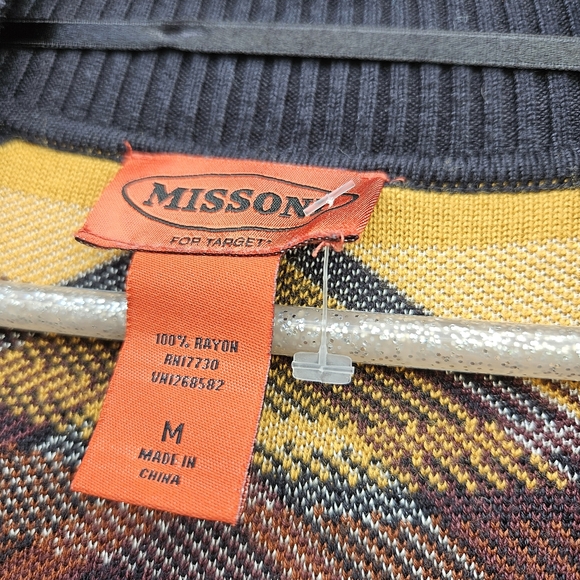 MISSONI
FOR TARGET*
100% RAYON
RN17730
VN1268582
M
MADE IN
CHINA